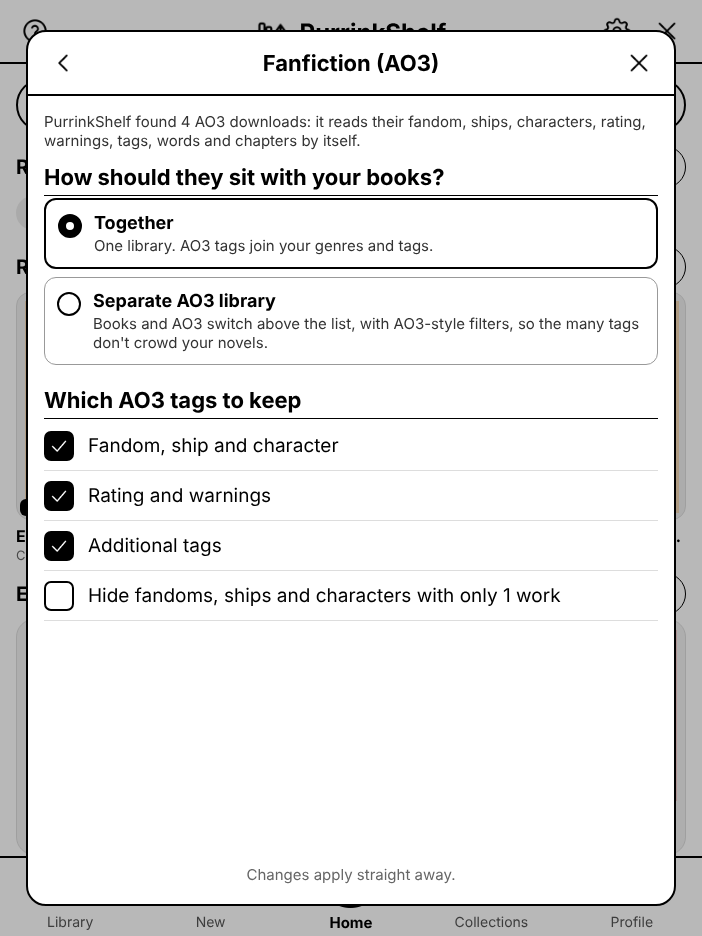 PurrinkShelf
Fanfiction (AO3)
PurrinkShelf found 4 AO3 downloads: it reads their fandom, ships, characters, rating,
warnings, tags, words and chapters by itself.
How should they sit with your books?
Together
One library. AO3 tags join your genres and tags.
Separate AO3 library
Books and AO3 switch above the list, with AO3-style filters, so the many tags
don't crowd your novels.
Which AO3 tags to keep
Fandom, ship and character
Rating and warnings
Additional tags
Hide fandoms, ships and characters with only 1 work
Changes apply straight away.
Library
New
Home
Collections
Profile